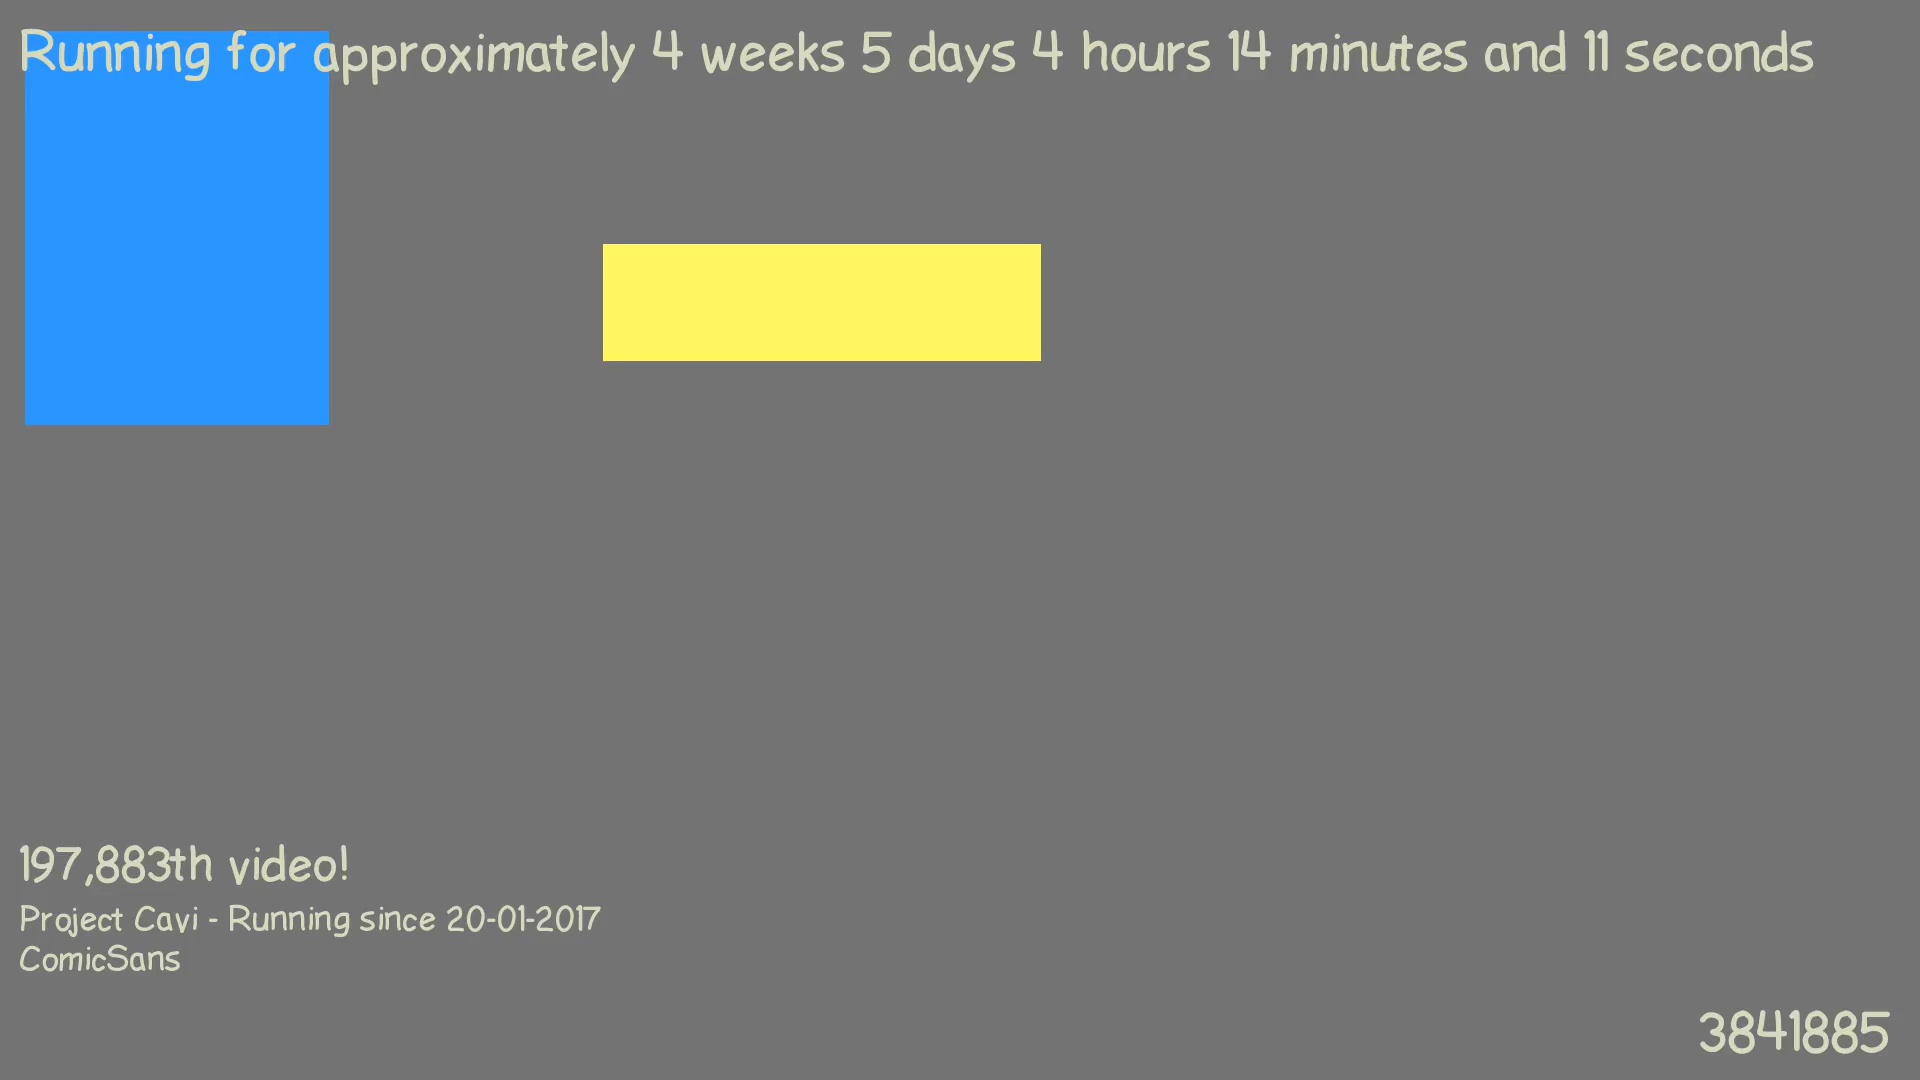 Running for approximately 4 weeks 5 days 4 hours 14 minutes and 11 seconds
197,883th video!
Project Cavi - Running since 20-01-2017
ComicSans
3841885